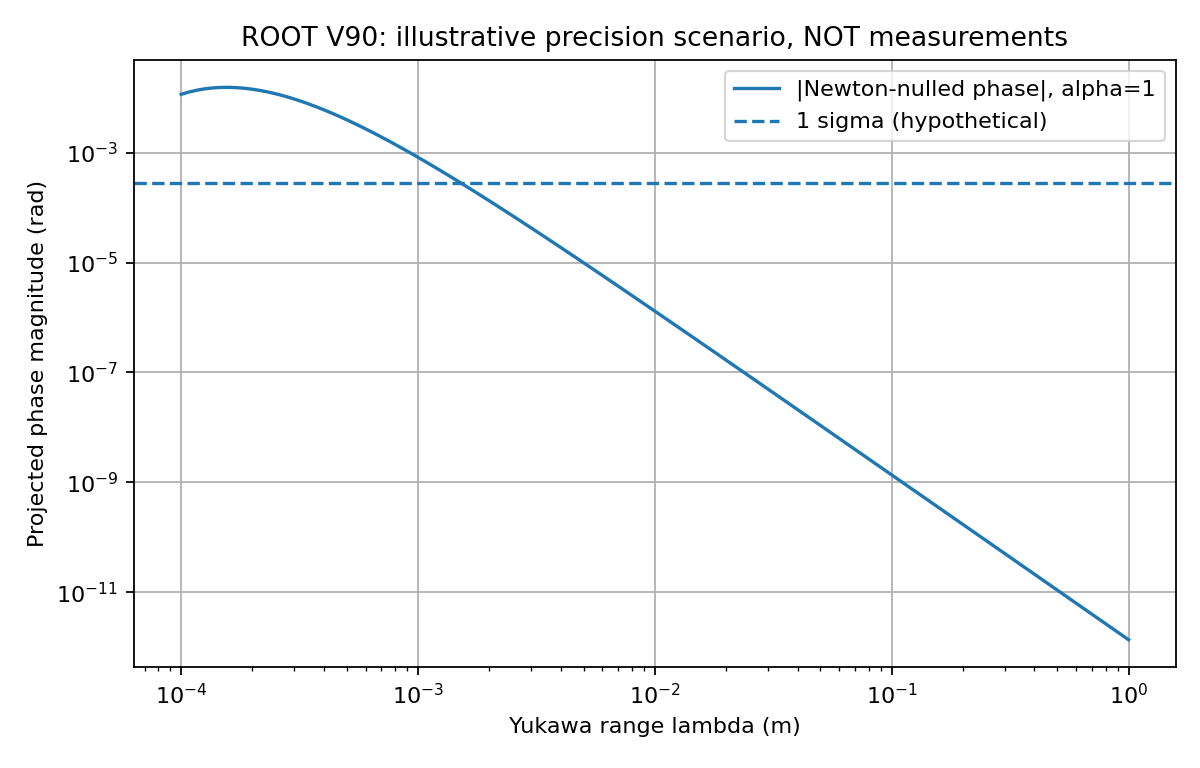 ROOT V90: illustrative precision scenario, NOT measurements
|Newton-nulled phase|, alpha=1
1 sigma (hypothetical)
Projected phase magnitude (rad)
10⁻³
10⁻⁵
10⁻⁷
10⁻⁹
10⁻¹¹
10⁻⁴
10⁻³
10⁻²
10⁻¹
10⁰
Yukawa range lambda (m)